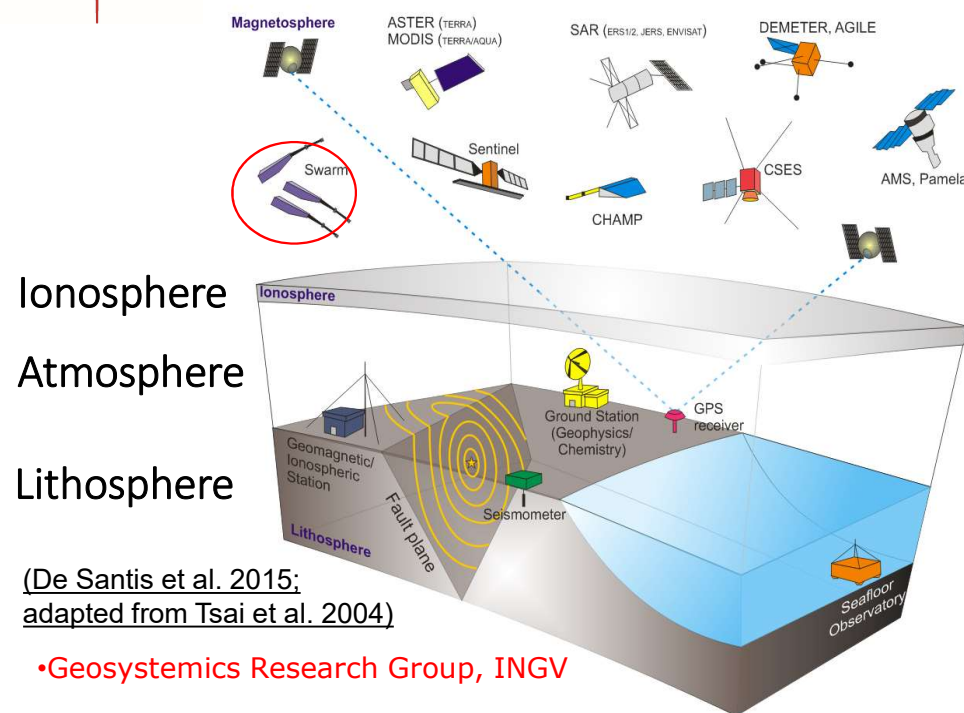 Magnetosphere
ASTER (TERRA)
MODIS (TERRA/AQUA)
SAR (ERS1/2, JERS, ENVISAT)
DEMETER, AGILE
Swarm
Sentinel
CHAMP
CSES
AMS, Pamela
Ionosphere
Ionosphere
Atmosphere
Lithosphere
Geomagnetic/
Ionospheric
Station
Ground Station
(Geophysics/
Chemistry)
GPS
receiver
Fault plane
Seismometer
Lithosphere
Seafloor
Observatory
(De Santis et al. 2015;
adapted from Tsai et al. 2004)
•Geosystemics Research Group, INGV